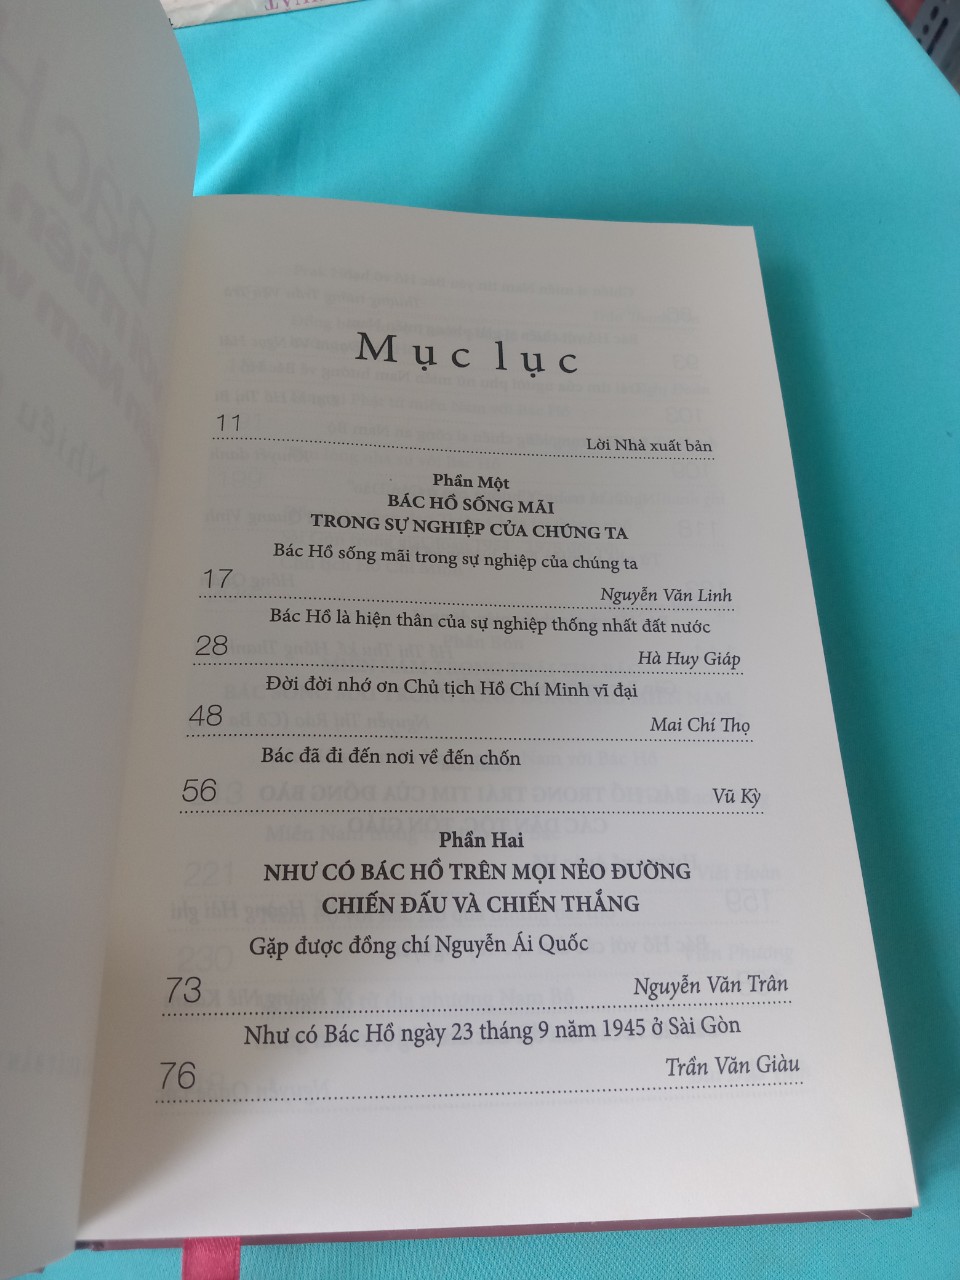 Mục lục
11
Lời Nhà xuất bản
Phần Một
BÁC HỒ SỐNG MÃI
TRONG SỰ NGHIỆP CỦA CHÚNG TA
Bác Hồ sống mãi trong sự nghiệp của chúng ta
17
Nguyễn Văn Linh
Bác Hồ là hiện thân của sự nghiệp thống nhất đất nước
28
Hà Huy Giáp
Đời đời nhớ ơn Chủ tịch Hồ Chí Minh vĩ đại
48
Mai Chí Thọ
Bác đã đi đến nơi về đến chốn
56
Vũ Kỳ
Phần Hai
NHƯ CÓ BÁC HỒ TRÊN MỌI NẺO ĐƯỜNG
CHIẾN ĐẤU VÀ CHIẾN THẮNG
Gặp được đồng chí Nguyễn Ái Quốc
73
Nguyễn Văn Trân
Như có Bác Hồ ngày 23 tháng 9 năm 1945 ở Sài Gòn
76
Trần Văn Giàu